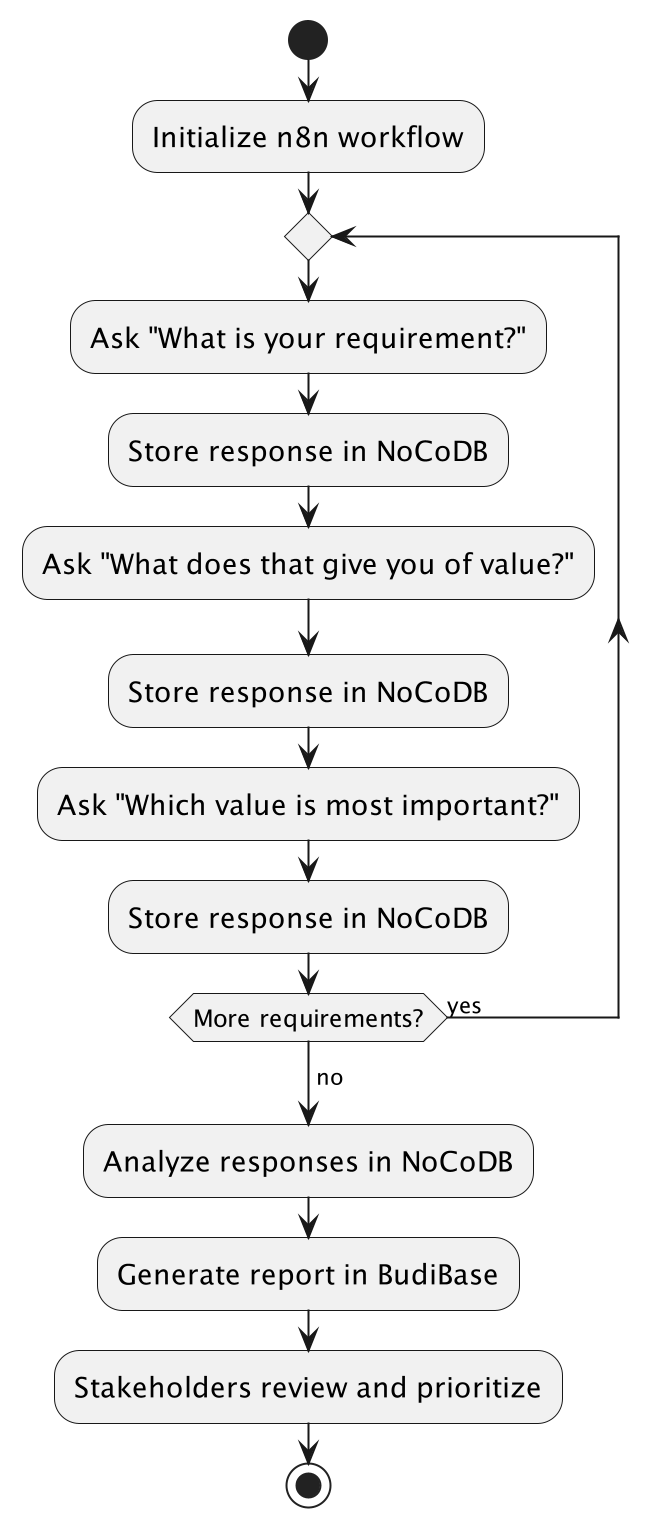 Initialize n8n workflow
Ask "What is your requirement?"
Store response in NoCoDB
Ask "What does that give you of value?"
Store response in NoCoDB
Ask "Which value is most important?"
Store response in NoCoDB
More requirements?
yes
no
Analyze responses in NoCoDB
Generate report in BudiBase
Stakeholders review and prioritize